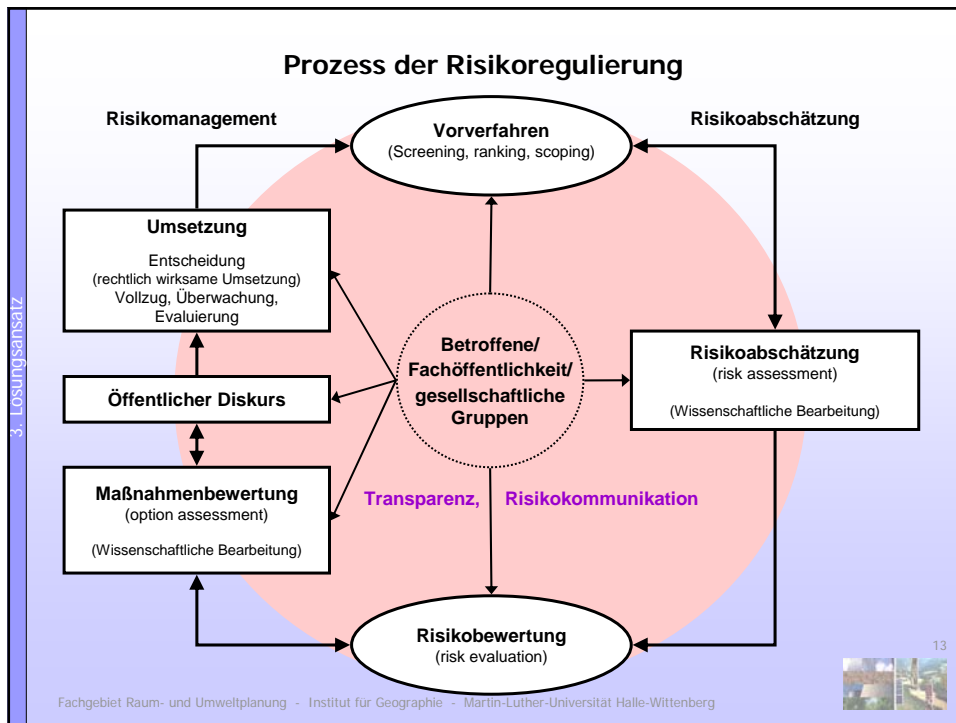 Prozess der Risikoregulierung
Risikomanagement
Risikoabschätzung
Vorverfahren
(Screening, ranking, scoping)
Umsetzung
Entscheidung
(rechtlich wirksame Umsetzung)
Vollzug, Überwachung,
Evaluierung
Öffentlicher Diskurs
Maßnahmenbewertung
(option assessment)
(Wissenschaftliche Bearbeitung)
Betroffene/
Fachöffentlichkeit/
gesellschaftliche
Gruppen
Risikoabschätzung
(risk assessment)
(Wissenschaftliche Bearbeitung)
Transparenz, Risikokommunikation
Risikobewertung
(risk evaluation)
3. Lösungsansatz
13
Fachgebiet Raum- und Umweltplanung - Institut für Geographie - Martin-Luther-Universität Halle-Wittenberg